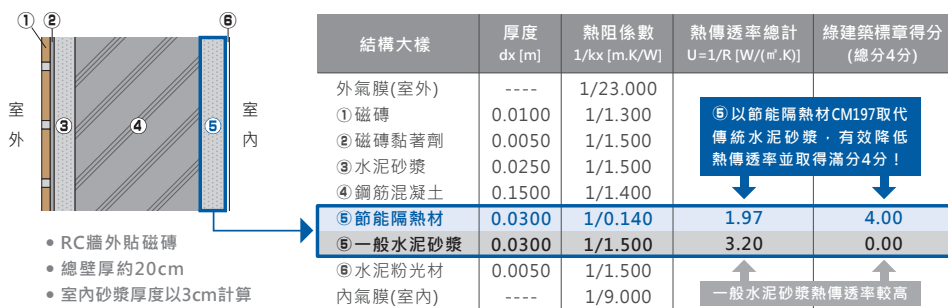 ① ② ⑥
室外
③ ④ ⑤
室內
• RC牆外貼磁磚
• 總壁厚約20cm
• 室內砂漿厚度以3cm計算
結構大樣 厚度 dx [m] 熱阻係數 1/kx [m.K/W] 熱傳透率總計 U=1/R [W/(㎡.K)] 綠建築標章得分 (總分4分)
外氣膜(室外) ---- 1/23.000
①磁磚 0.0100 1/1.300
②磁磚黏著劑 0.0050 1/1.500
③水泥砂漿 0.0250 1/1.500
④鋼筋混凝土 0.1500 1/1.400
⑤以節能隔熱材CM197取代
傳統水泥砂漿，有效降低
熱傳透率並取得滿分4分！
⑤節能隔熱材 0.0300 1/0.140 1.97 4.00
⑤一般水泥砂漿 0.0300 1/1.500 3.20 0.00
⑥水泥粉光材 0.0050 1/1.500
內氣膜(室內) ---- 1/9.000
一般水泥砂漿熱傳透率較高